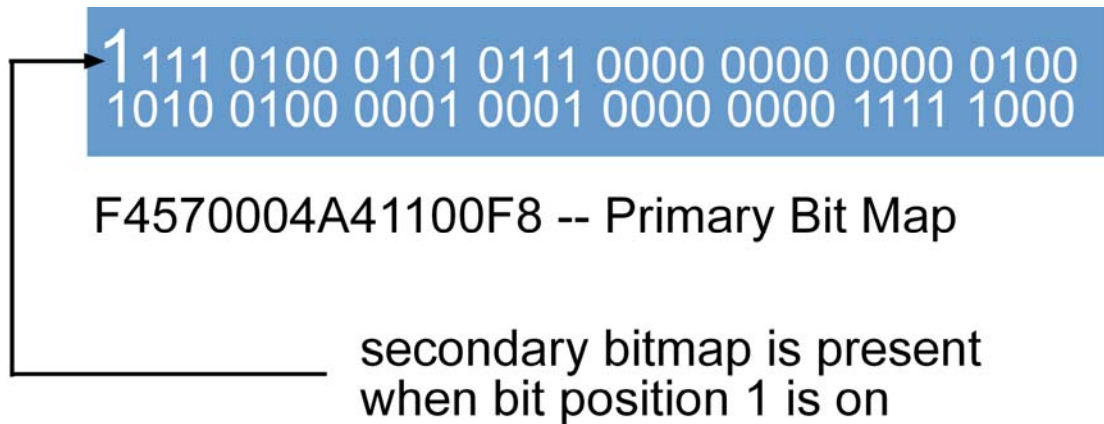 1111 0100 0101 0111 0000 0000 0000 0100
1010 0100 0001 0001 0000 0000 1111 1000
F4570004A41100F8 -- Primary Bit Map
secondary bitmap is present
when bit position 1 is on